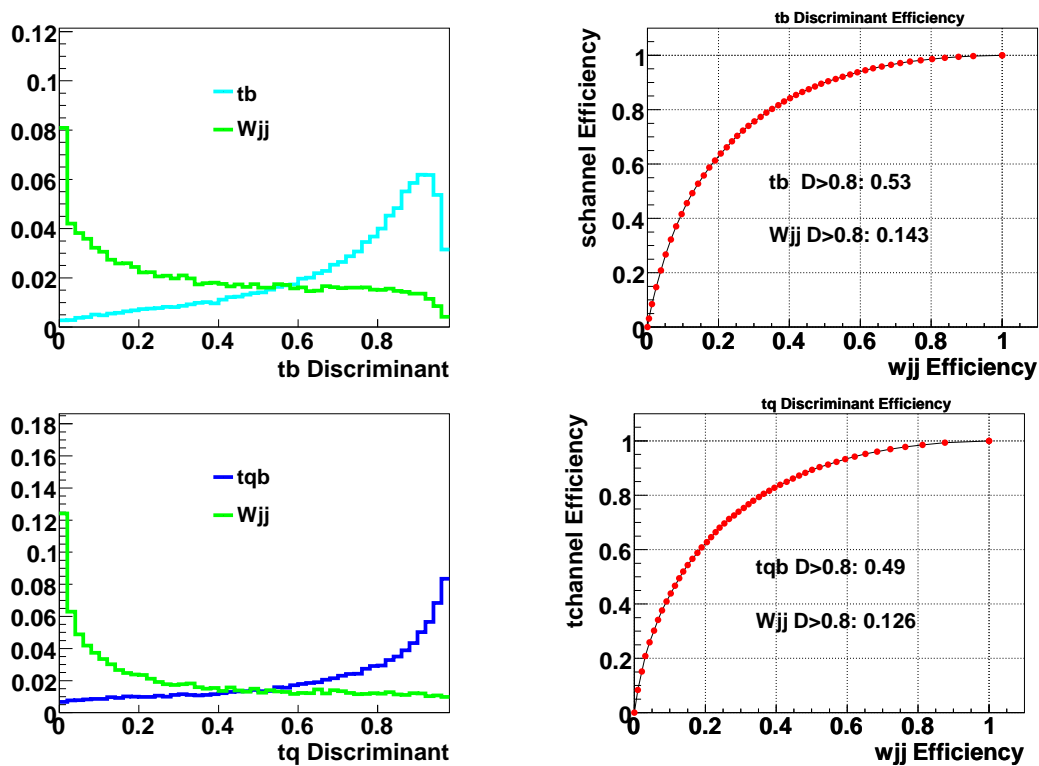 0.12
0.1
0.08
0.06
0.04
0.02
0
tb
Wjj
0 0.2 0.4 0.6 0.8
tb Discriminant
tb Discriminant Efficiency
schannel Efficiency
1
0.8
0.6
0.4
0.2
0
tb D>0.8: 0.53
Wjj D>0.8: 0.143
0 0.2 0.4 0.6 0.8 1
wjj Efficiency
0.18
0.16
0.14
0.12
0.1
0.08
0.06
0.04
0.02
0
tqb
Wjj
0 0.2 0.4 0.6 0.8
tq Discriminant
tq Discriminant Efficiency
tchannel Efficiency
1
0.8
0.6
0.4
0.2
0
tqb D>0.8: 0.49
Wjj D>0.8: 0.126
0 0.2 0.4 0.6 0.8 1
wjj Efficiency